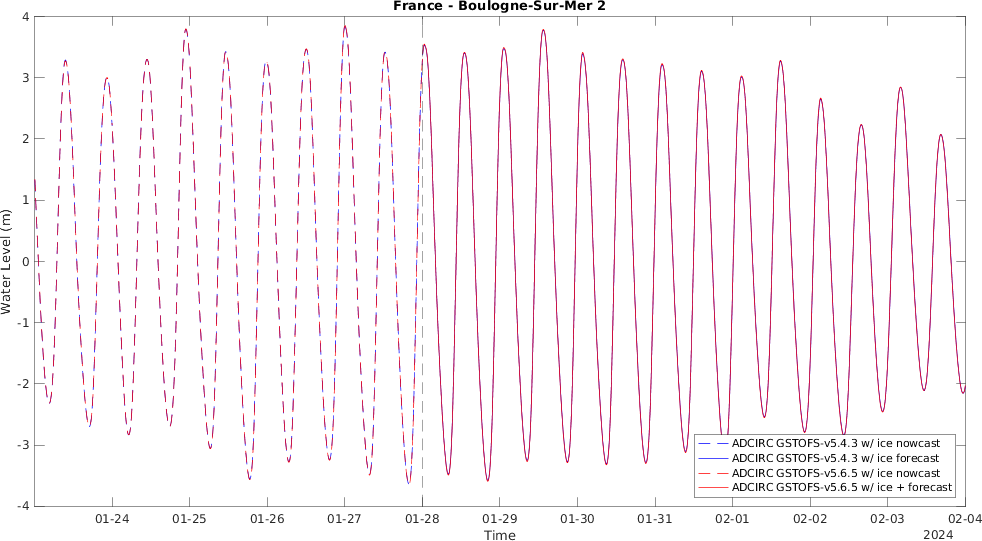 France - Boulogne-Sur-Mer 2
4
3
2
1
0
-1
-2
-3
-4
Water Level (m)
ADCIRC GSTOFS-v5.4.3 w/ ice nowcast
ADCIRC GSTOFS-v5.4.3 w/ ice forecast
ADCIRC GSTOFS-v5.6.5 w/ ice nowcast
ADCIRC GSTOFS-v5.6.5 w/ ice + forecast
01-24 01-25 01-26 01-27 01-28 01-29 01-30 01-31 02-01 02-02 02-03 02-04
Time
2024